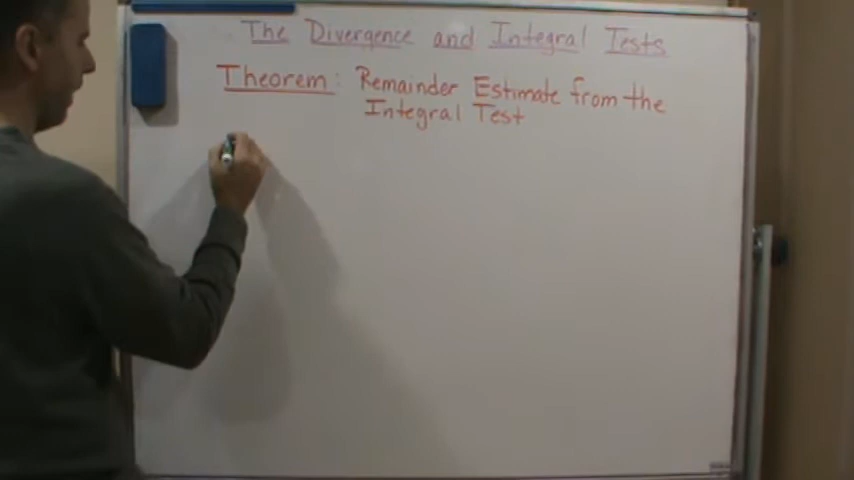 The Divergence and Integral Tests
Theorem: Remainder Estimate from the
Integral Test